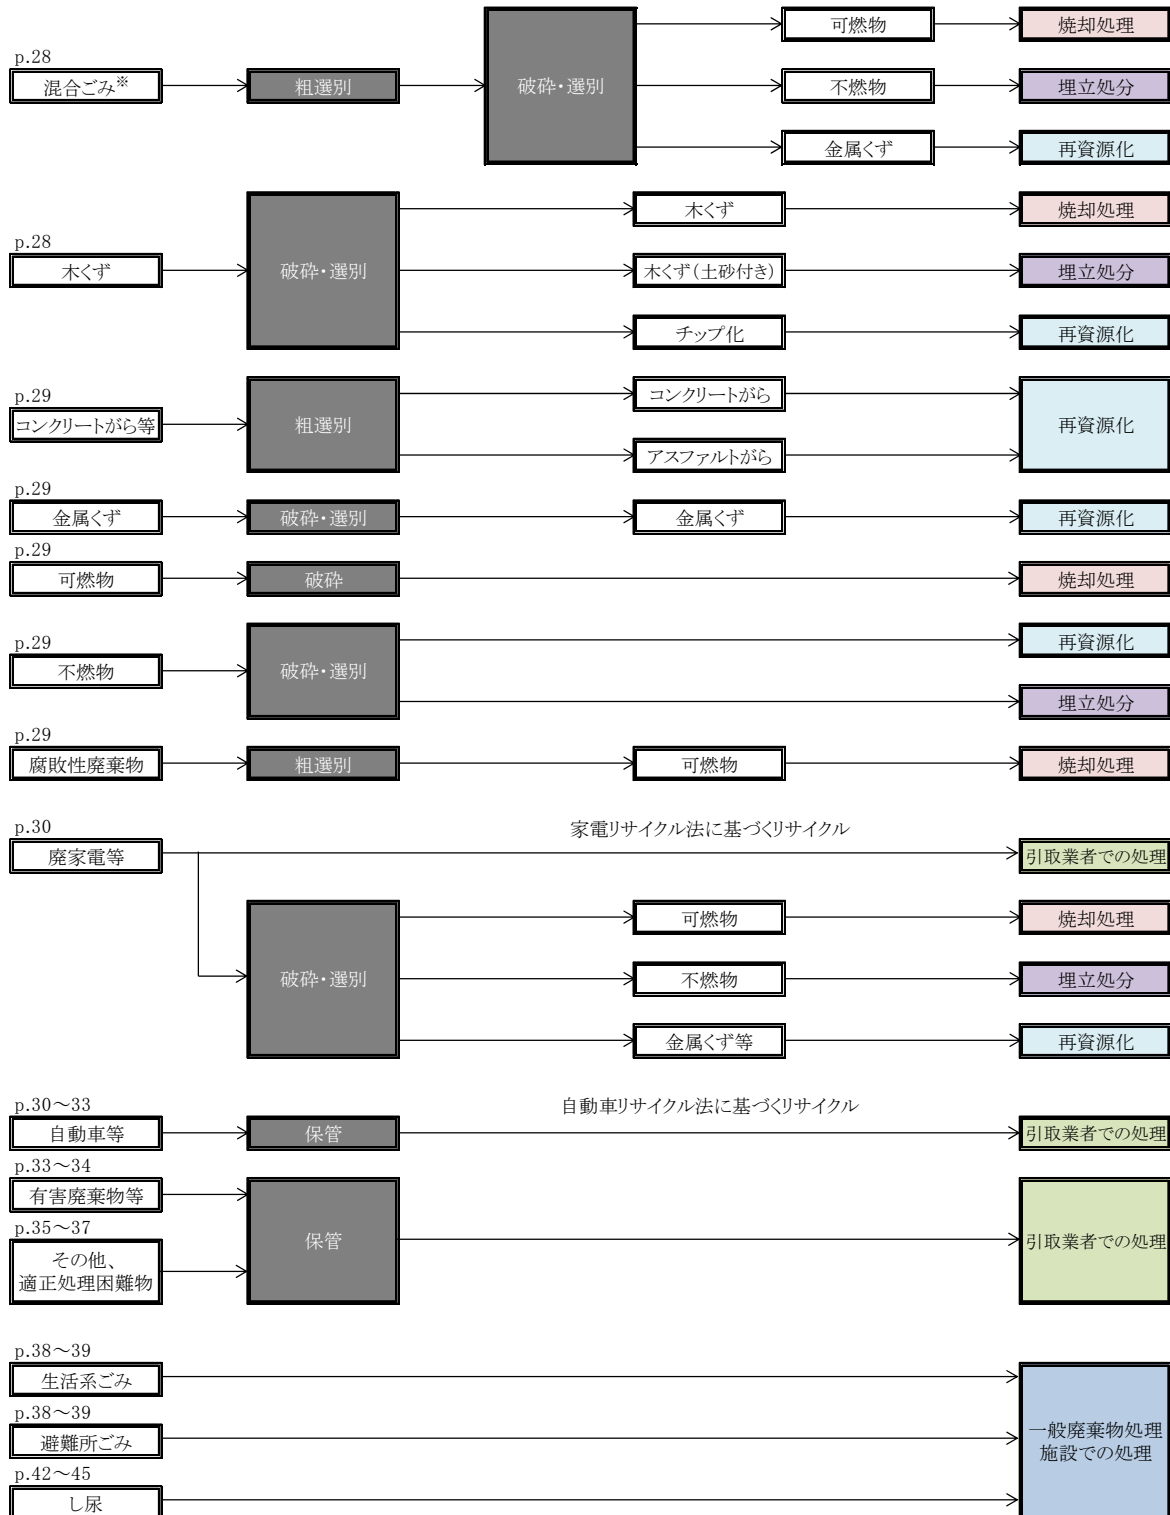 可燃物
焼却処理
p.28
混合ごみ※
粗選別
破砕・選別
不燃物
埋立処分
金属くず
再資源化
木くず
焼却処理
p.28
木くず
破砕・選別
木くず(土砂付き)
埋立処分
チップ化
再資源化
p.29
コンクリートがら等
粗選別
コンクリートがら
アスファルトがら
再資源化
p.29
金属くず
破砕・選別
金属くず
再資源化
p.29
可燃物
破砕
焼却処理
p.29
不燃物
破砕・選別
再資源化
埋立処分
p.29
腐敗性廃棄物
粗選別
可燃物
焼却処理
p.30
廃家電等
家電リサイクル法に基づくリサイクル
引取業者での処理
破砕・選別
可燃物
焼却処理
不燃物
埋立処分
金属くず等
再資源化
p.30～33
自動車等
保管
自動車リサイクル法に基づくリサイクル
引取業者での処理
p.33～34
有害廃棄物等
p.35～37
その他、
適正処理困難物
保管
引取業者での処理
p.38～39
生活系ごみ
p.38～39
避難所ごみ
p.42～45
し尿
一般廃棄物処理
施設での処理